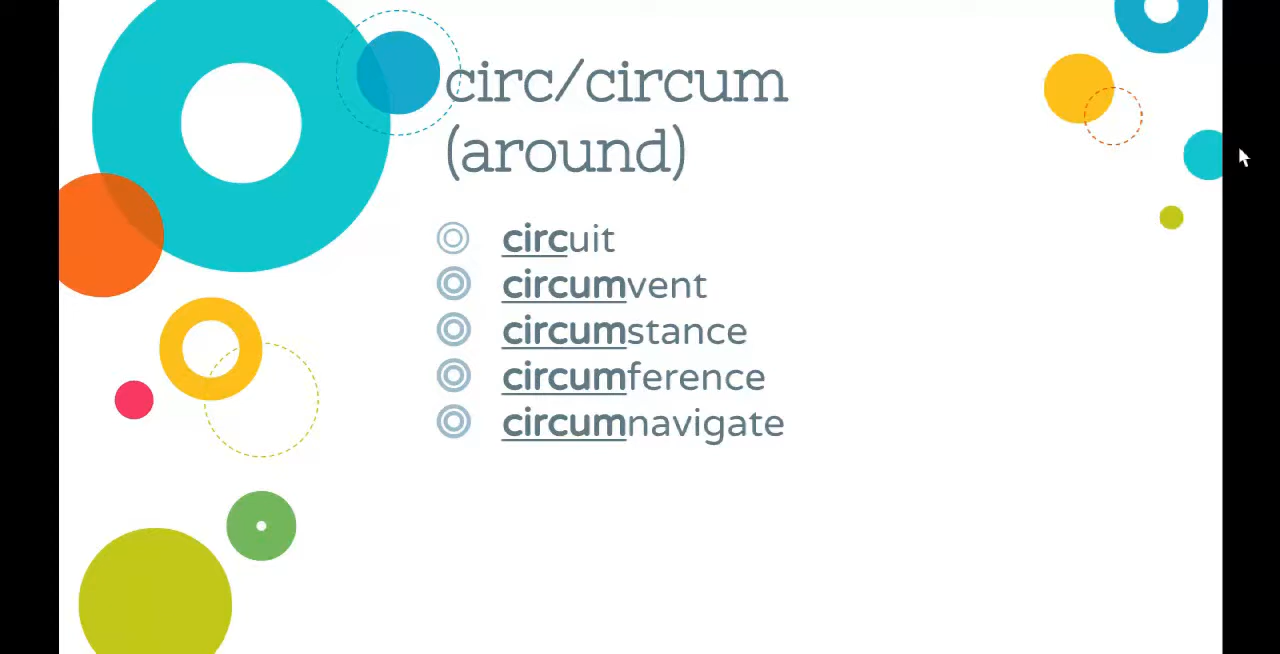 circ/circum
(around)
circuit
circumvent
circumstance
circumference
circumnavigate